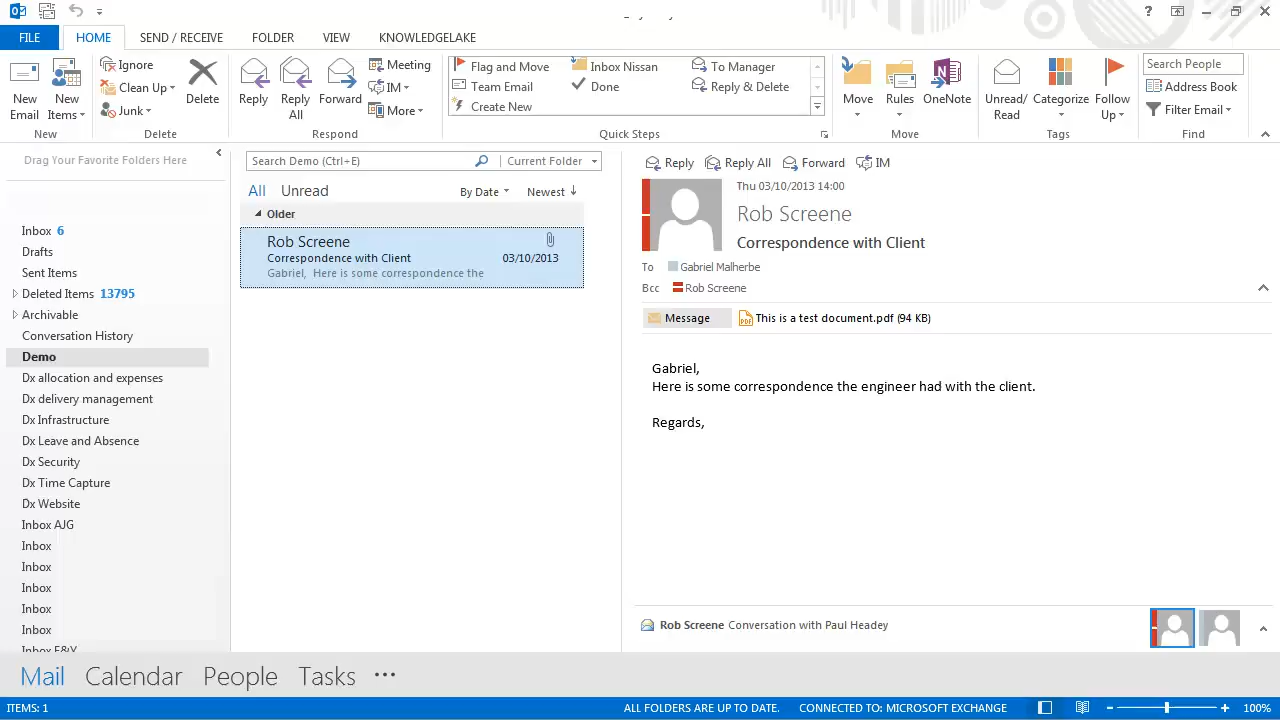 FILE HOME SEND / RECEIVE FOLDER VIEW KNOWLEDGELAKE
New Email
New Items
New
Ignore
Clean Up
Junk
Delete
Delete
Reply
Reply All
Forward
Meeting
IM
More
Respond
Flag and Move
Team Email
Create New
Inbox Nissan
Done
To Manager
Reply & Delete
Quick Steps
Move
Rules
OneNote
Move
Unread/ Read
Categorize
Follow Up
Tags
Search People
Address Book
Filter Email
Find
Drag Your Favorite Folders Here
Inbox 6
Drafts
Sent Items
Deleted Items 13795
Archivable
Conversation History
Demo
Dx allocation and expenses
Dx delivery management
Dx Infrastructure
Dx Leave and Absence
Dx Security
Dx Time Capture
Dx Website
Inbox AJG
Inbox
Inbox
Inbox
Inbox
Inbox
Inbox E&Y
Search Demo (Ctrl+E) Current Folder
All Unread By Date Newest
Older
Rob Screene
Correspondence with Client 03/10/2013
Gabriel, Here is some correspondence the
Reply Reply All Forward IM
Thu 03/10/2013 14:00
Rob Screene
Correspondence with Client
To Gabriel Malherbe
Bcc Rob Screene
Message This is a test document.pdf (94 KB)
Gabriel,
Here is some correspondence the engineer had with the client.
Regards,
Rob Screene Conversation with Paul Headey
Mail Calendar People Tasks ···
ITEMS: 1 ALL FOLDERS ARE UP TO DATE. CONNECTED TO: MICROSOFT EXCHANGE 100%